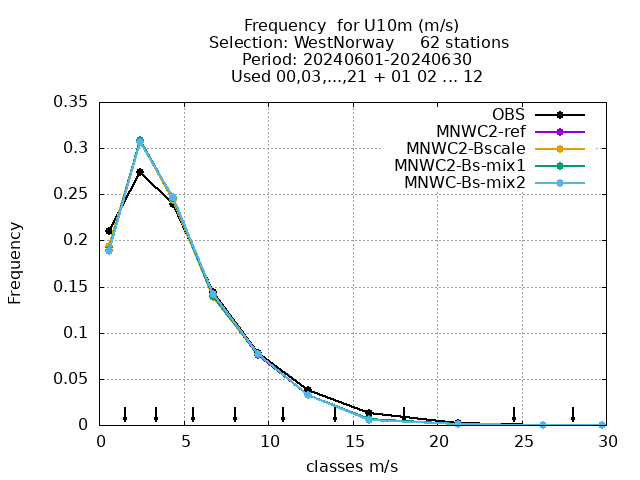 Frequency  for U10m (m/s)
Selection: WestNorway     62 stations
Period: 20240601-20240630
Used 00,03,...,21 + 01 02 ... 12
0.35
0.3
0.25
0.2
0.15
0.1
0.05
0
Frequency
OBS
MNWC2-ref
MNWC2-Bscale
MNWC2-Bs-mix1
MNWC-Bs-mix2
0 5 10 15 20 25 30
classes m/s